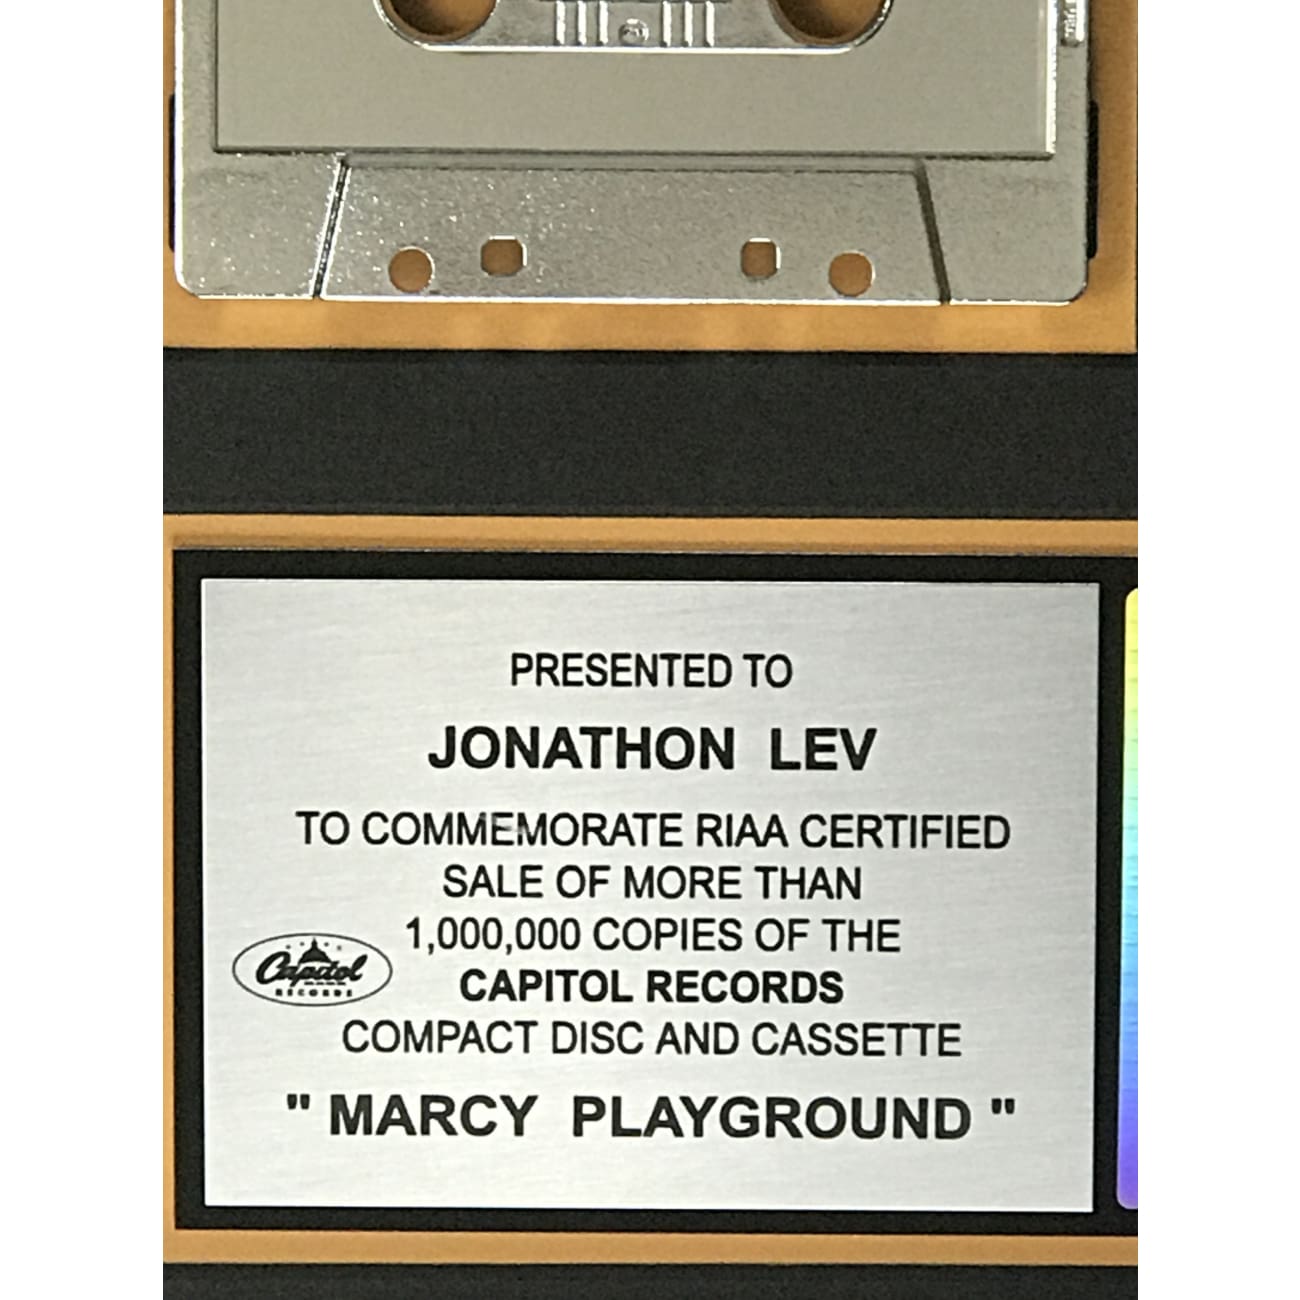 PRESENTED TO
JONATHON LEV
TO COMMEMORATE RIAA CERTIFIED
SALE OF MORE THAN
1,000,000 COPIES OF THE
Capitol
RECORDS
CAPITOL RECORDS
COMPACT DISC AND CASSETTE
" MARCY PLAYGROUND "